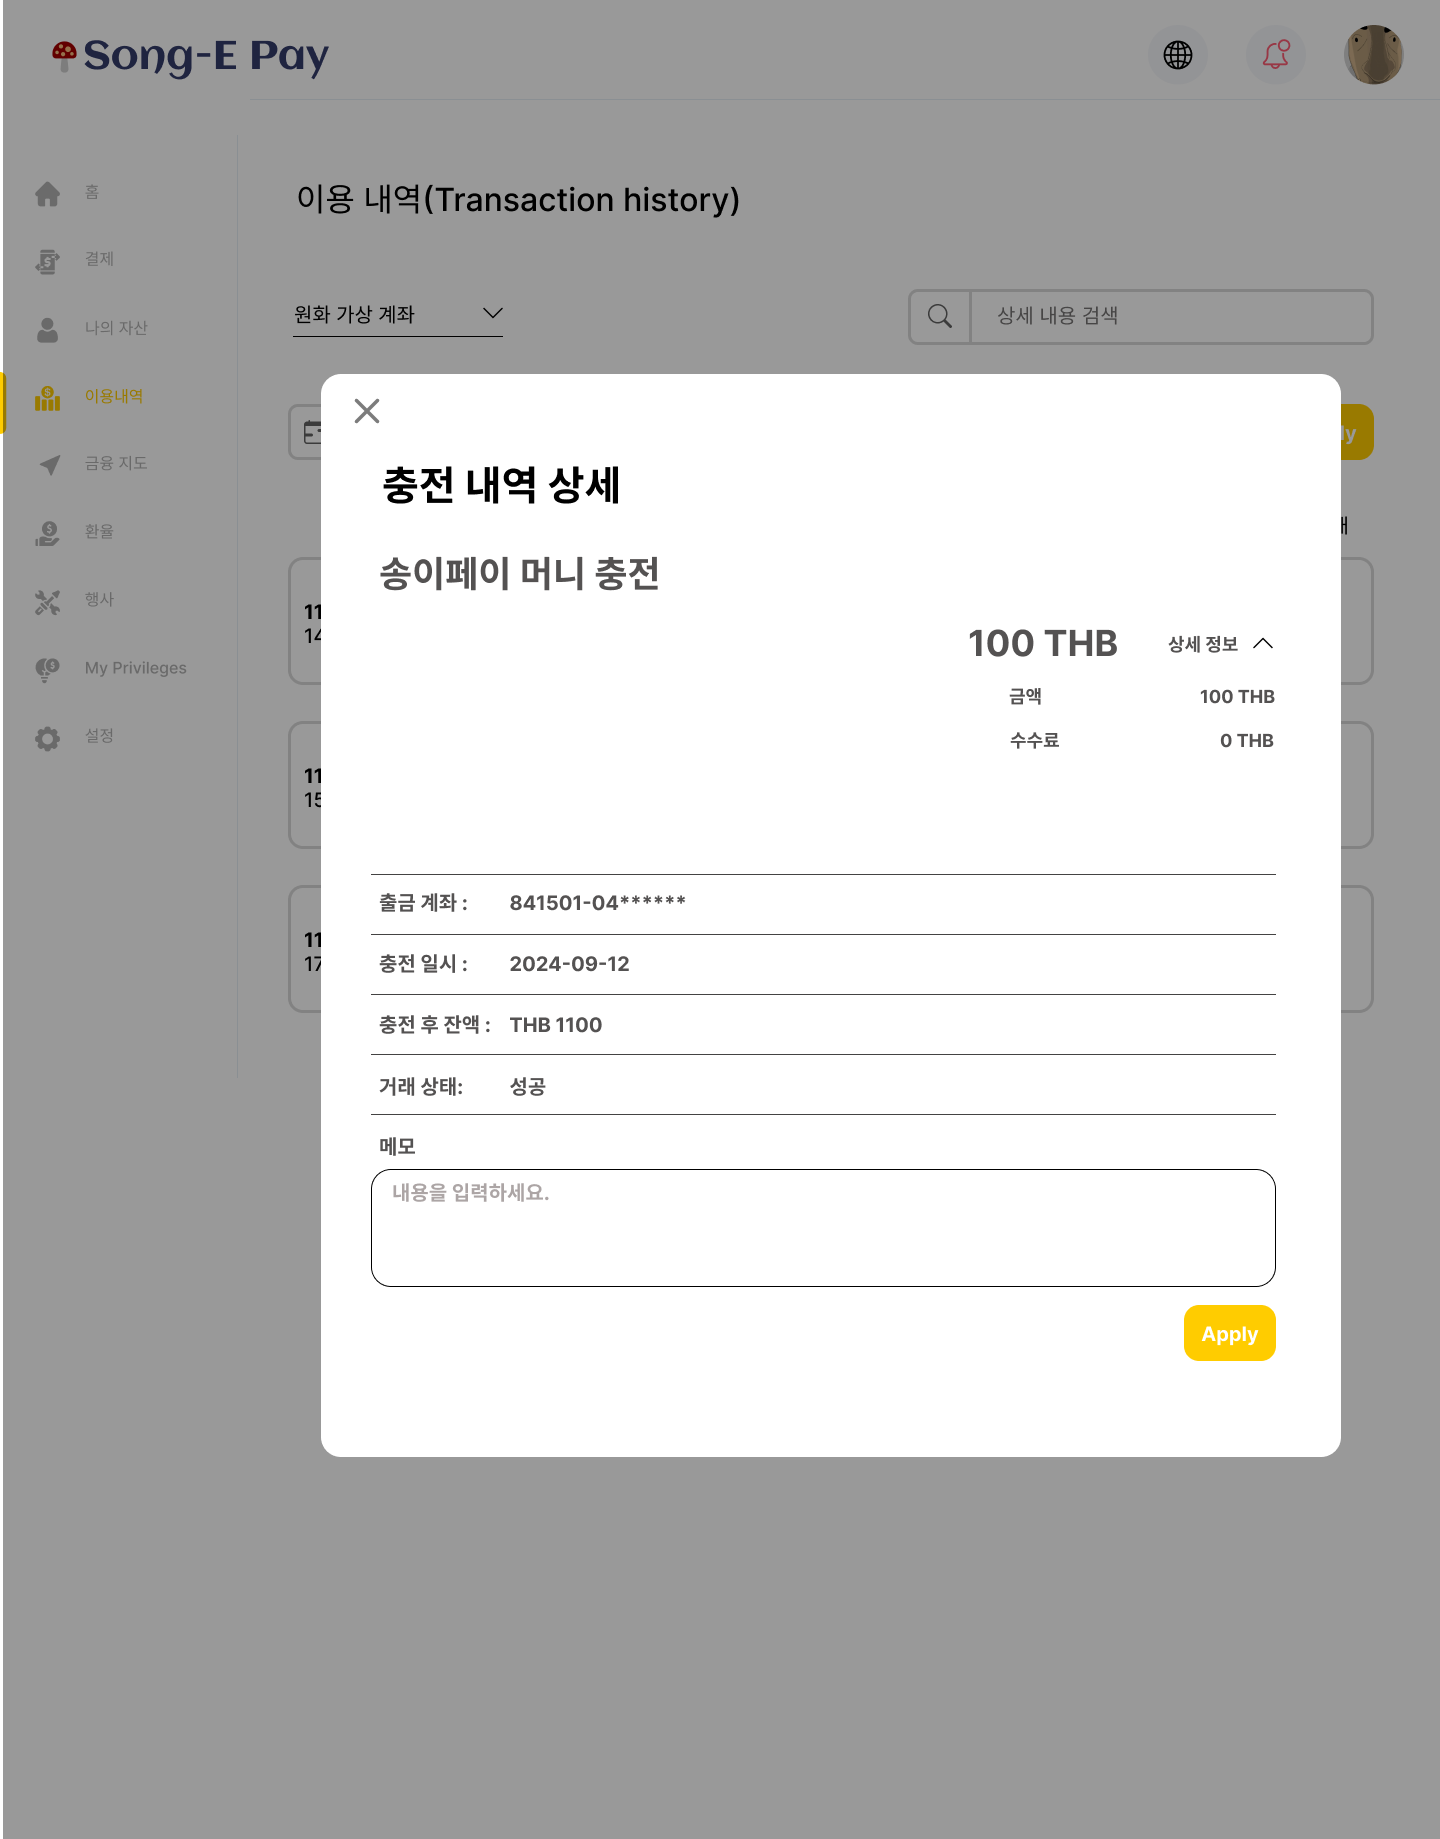 Song-E Pay
홈
결제
나의 자산
이용내역
금융 지도
환율
행사
My Privileges
설정
이용 내역(Transaction history)
원화 가상 계좌
상세 내용 검색
충전 내역 상세
송이페이 머니 충전
100 THB 상세 정보
금액 100 THB
수수료 0 THB
출금 계좌 : 841501-04******
충전 일시 : 2024-09-12
충전 후 잔액 : THB 1100
거래 상태: 성공
메모
내용을 입력하세요.
Apply
11
14
11
15
11
17